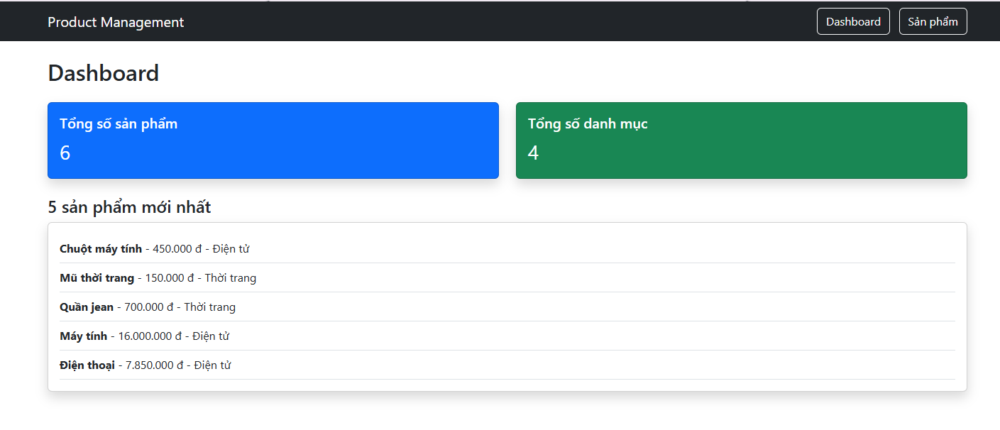 Product Management Dashboard Sản phẩm
Dashboard
Tổng số sản phẩm
6
Tổng số danh mục
4
5 sản phẩm mới nhất
Chuột máy tính - 450.000 đ - Điện tử
Mũ thời trang - 150.000 đ - Thời trang
Quần jean - 700.000 đ - Thời trang
Máy tính - 16.000.000 đ - Điện tử
Điện thoại - 7.850.000 đ - Điện tử